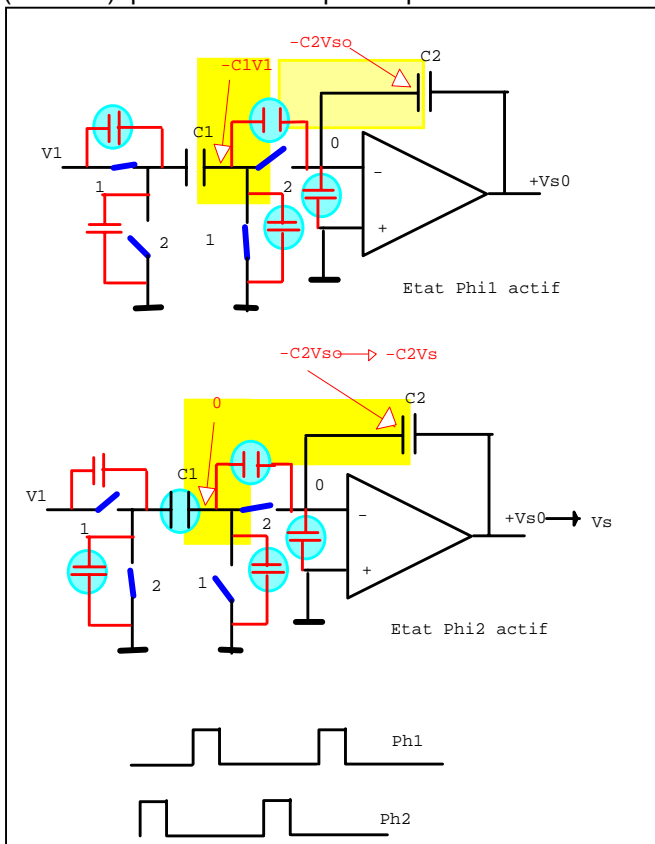 -C2Vso
C2
-C1V1
C1
0
V1
1
2
2
1
-
+
+Vs0
Etat Phi1 actif
-C2Vso -C2Vs
C2
0
C1
0
V1
1
2
2
1
-
+
+Vs0 Vs
Etat Phi2 actif
Ph1
Ph2